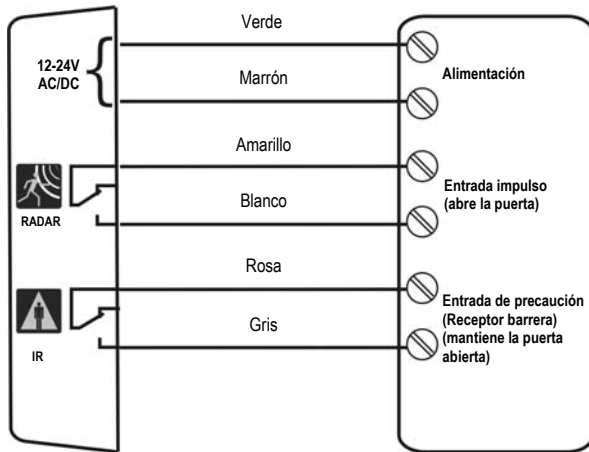 Verde
12-24V
AC/DC
Marrón
Alimentación
Amarillo
RADAR
Blanco
Entrada impulso
(abre la puerta)
Rosa
IR
Gris
Entrada de precaución
(Receptor barrera)
(mantiene la puerta
abierta)